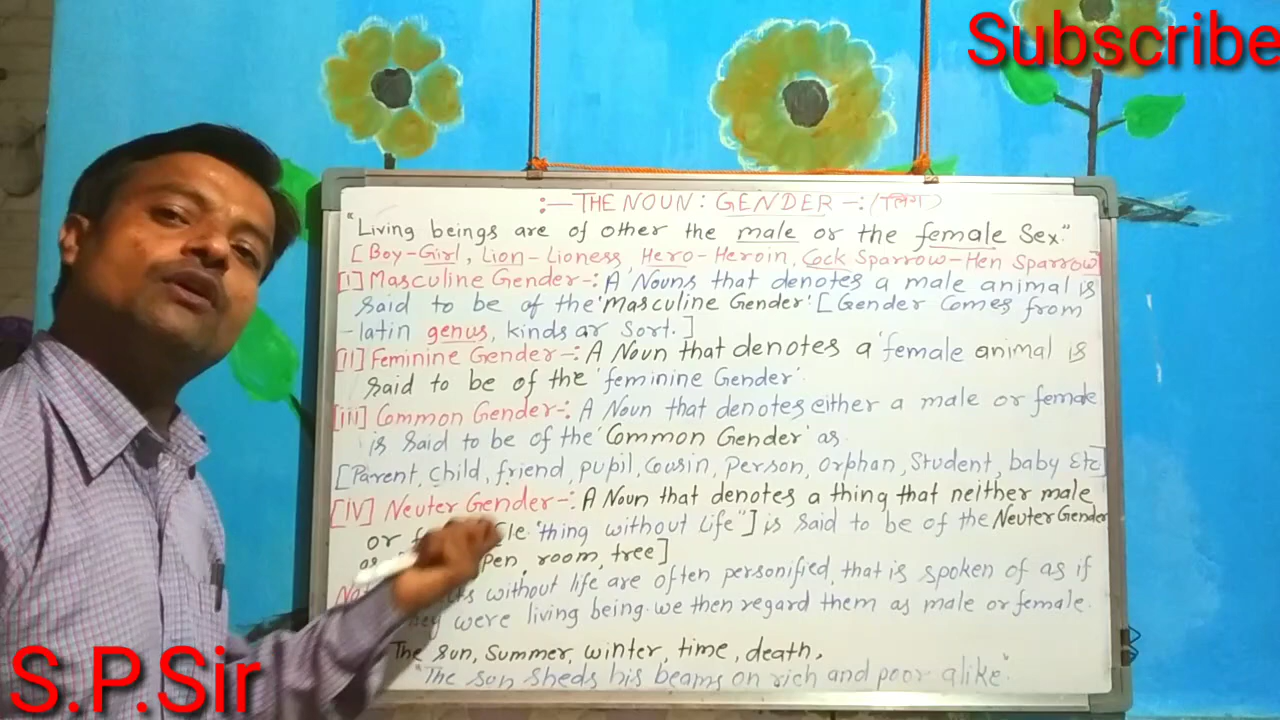 Subscribe
:— THE NOUN : GENDER —: (लिंग)
"Living beings are of other the male or the female Sex."
[Boy-Girl, Lion-Lioness, Hero-Heroin, Cock Sparrow-Hen Sparrow]
[I] Masculine Gender-: A Nouns that denotes a male animal is
said to be of the 'Masculine Gender'. [Gender Comes from
-latin genus, kinds or Sort.]
[II] Feminine Gender-: A Noun that denotes a 'female animal is
said to be of the 'feminine Gender'.
[III] Common Gender-: A Noun that denotes either a male or female
is said to be of the 'Common Gender' as
[Parent, Child, friend, pupil, Cousin, Person, Orphan, Student, baby Etc]
[IV] Neuter Gender-: A Noun that denotes a thing that neither male
or "thing without Life"] is said to be of the Neuter Gender
as pen, room, tree]
without life are often personified, that is spoken of as if
they were living being. we then regard them as male or female.
The sun, Summer, winter, time, death,
"The sun sheds his beams on rich and poor alike."
S.P.Sir